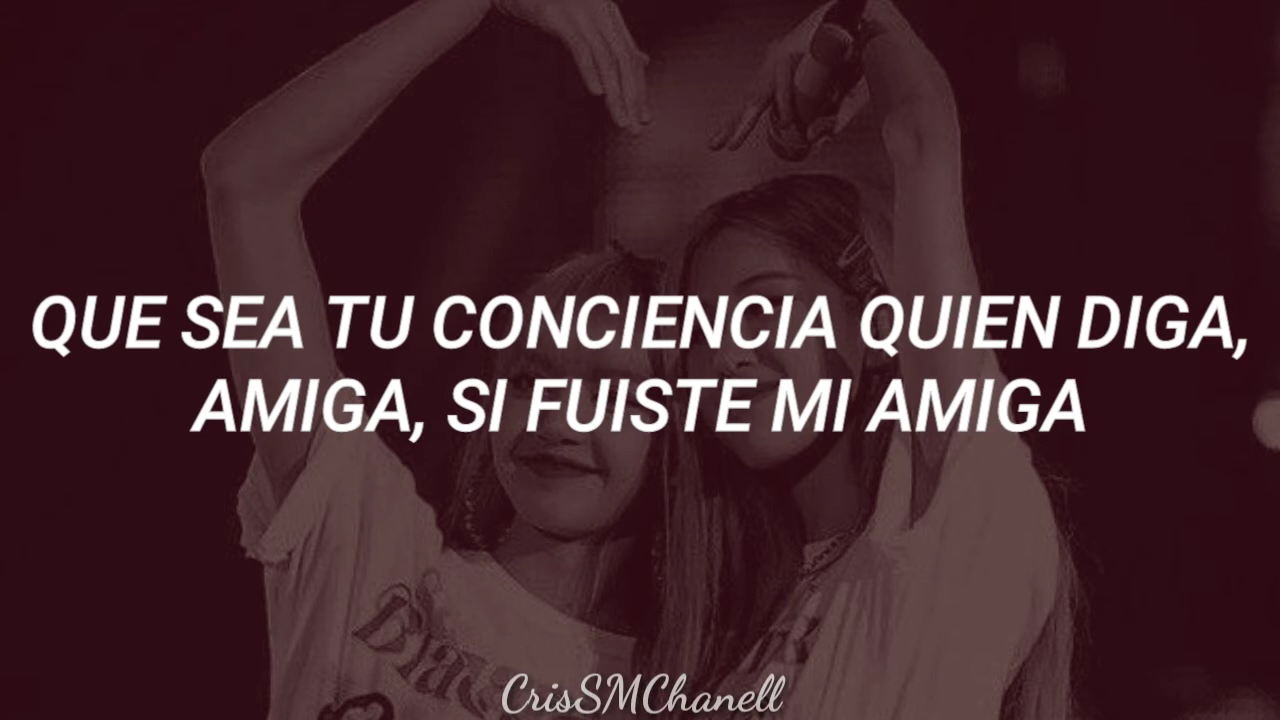 QUE SEA TU CONCIENCIA QUIEN DIGA,
AMIGA, SI FUISTE MI AMIGA
CrisSMChanell